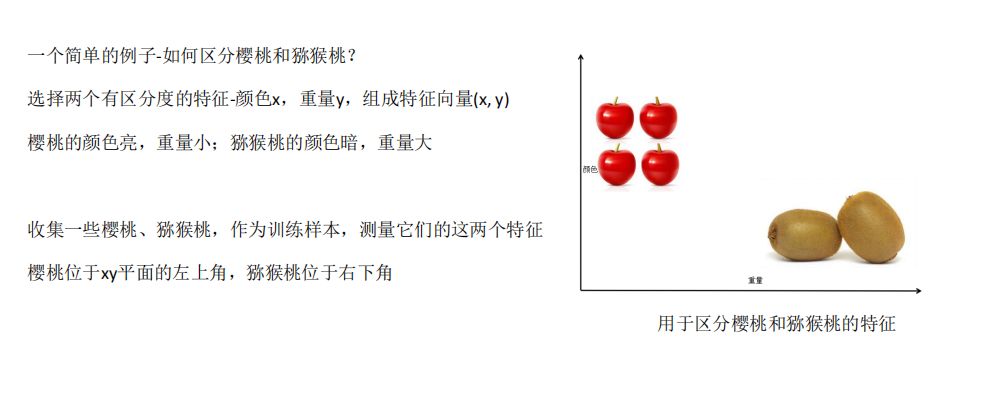 一个简单的例子-如何区分樱桃和猕猴桃？
选择两个有区分度的特征-颜色x，重量y，组成特征向量(x, y)
樱桃的颜色亮，重量小；猕猴桃的颜色暗，重量大
颜色
收集一些樱桃、猕猴桃，作为训练样本，测量它们的这两个特征
樱桃位于xy平面的左上角，猕猴桃位于右下角
重量
用于区分樱桃和猕猴桃的特征